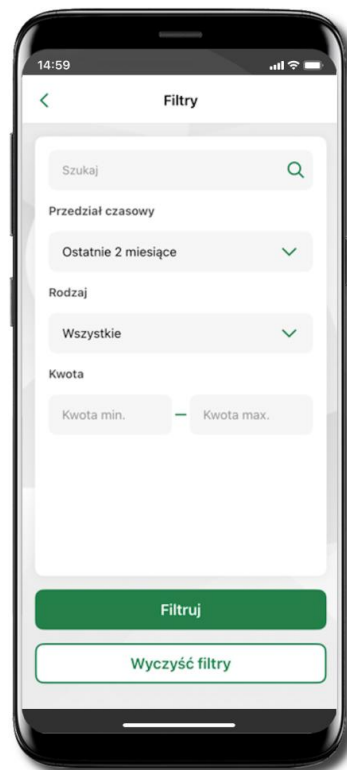 14:59
Filtry
Szukaj
Przedział czasowy
Ostatnie 2 miesiące
Rodzaj
Wszystkie
Kwota
Kwota min. – Kwota max.
Filtruj
Wyczyść filtry